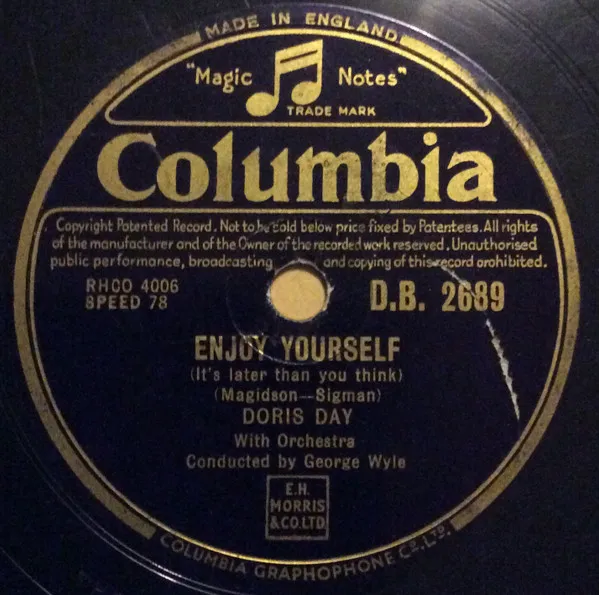 MADE IN ENGLAND
"Magic Notes"
TRADE MARK
Columbia
Copyright Patented Record. Not to be sold below price fixed by Patentees. All rights
of the manufacturer and of the Owner of the recorded work reserved. Unauthorised
public performance, broadcasting and copying of this record prohibited.
RHCO 4006
SPEED 78
D.B. 2689
ENJOY YOURSELF
(It's later than you think)
(Magidson—Sigman)
DORIS DAY
With Orchestra
Conducted by George Wyle
E.H.
MORRIS
& CO. LTD.
COLUMBIA GRAPHOPHONE CO. LTD.